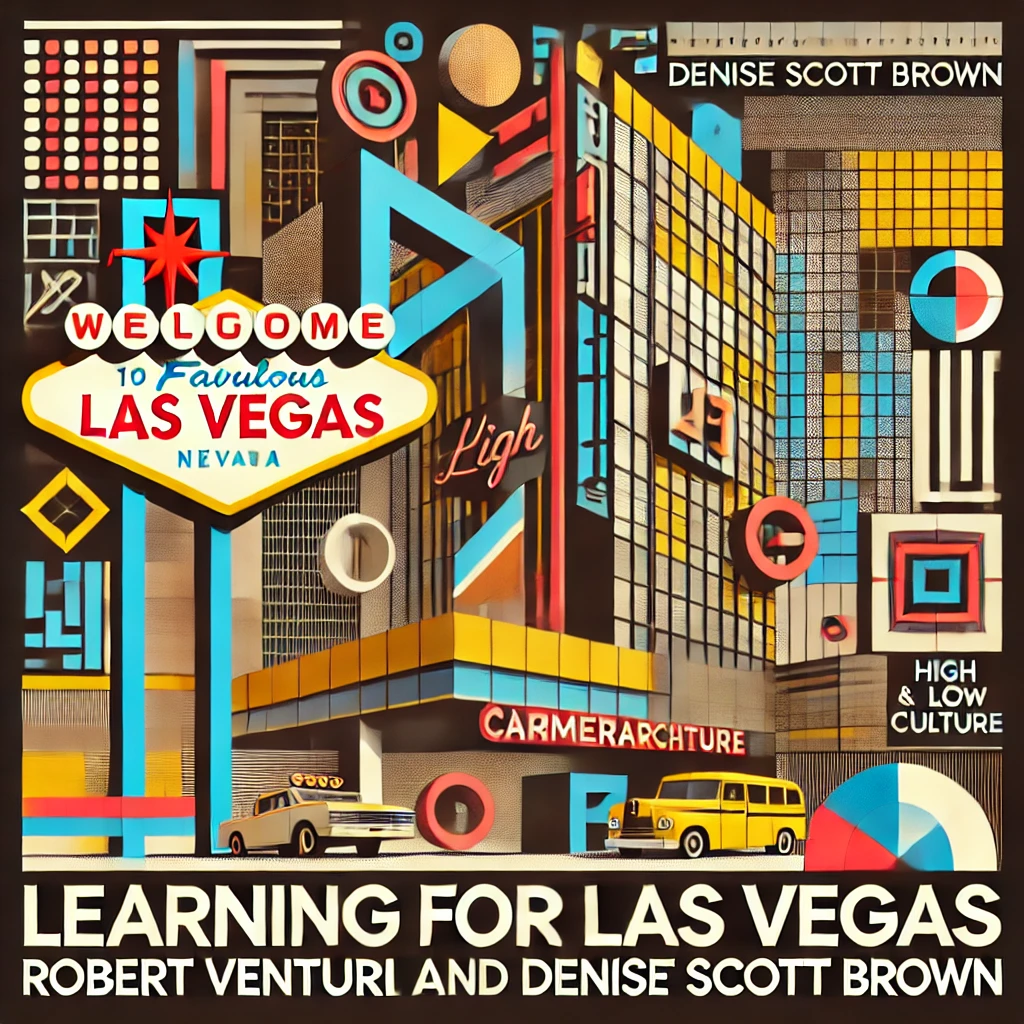 DENISE SCOTT BROWN
WELGOME
10 Favulous
LAS VEGAS
High
HIGH
& LOW
CULTURE
CARMERARCHTURE
LEARNING FOR LAS VEGAS
ROBERT VENTURI AND DENISE SCOTT BROWN